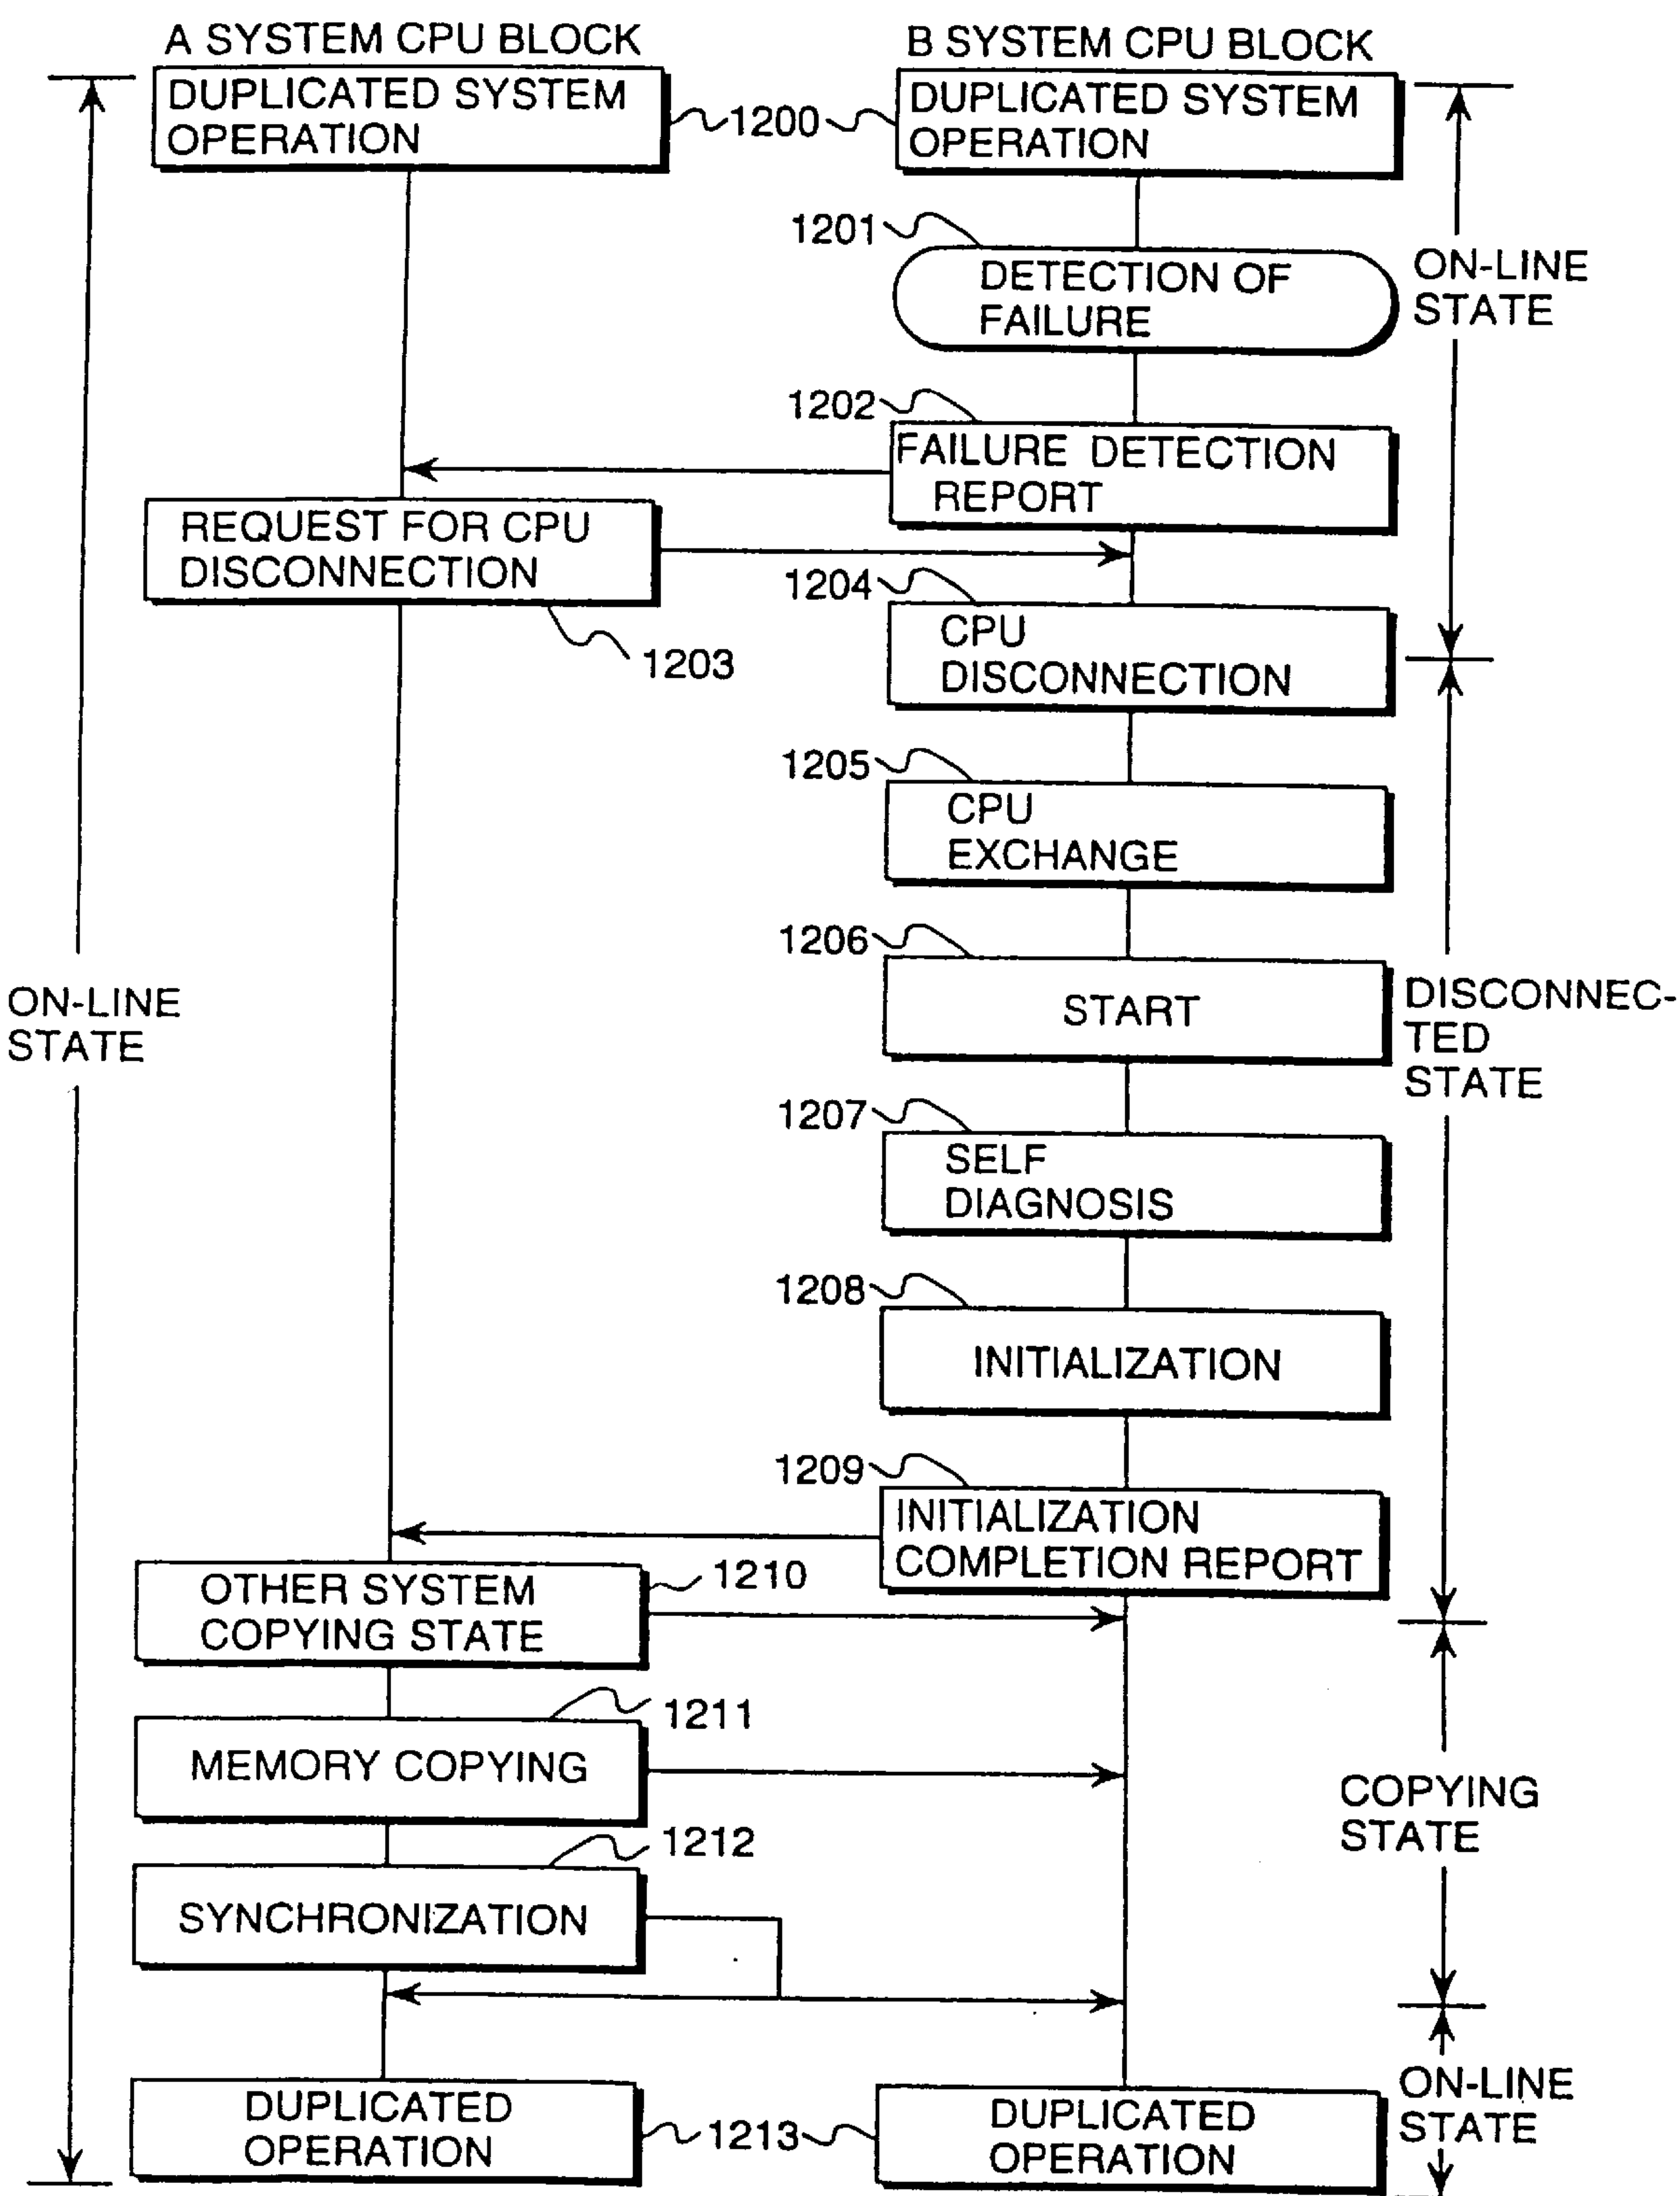 A SYSTEM CPU BLOCK
B SYSTEM CPU BLOCK
DUPLICATED SYSTEM
OPERATION
1200
DUPLICATED SYSTEM
OPERATION
1201
DETECTION OF
FAILURE
ON-LINE
STATE
1202
FAILURE DETECTION
REPORT
REQUEST FOR CPU
DISCONNECTION
1203
1204
CPU
DISCONNECTION
1205
CPU
EXCHANGE
1206
START
ON-LINE
STATE
DISCONNEC-
TED
STATE
1207
SELF
DIAGNOSIS
1208
INITIALIZATION
1209
INITIALIZATION
COMPLETION REPORT
OTHER SYSTEM
COPYING STATE
1210
1211
MEMORY COPYING
COPYING
STATE
1212
SYNCHRONIZATION
DUPLICATED
OPERATION
1213
DUPLICATED
OPERATION
ON-LINE
STATE